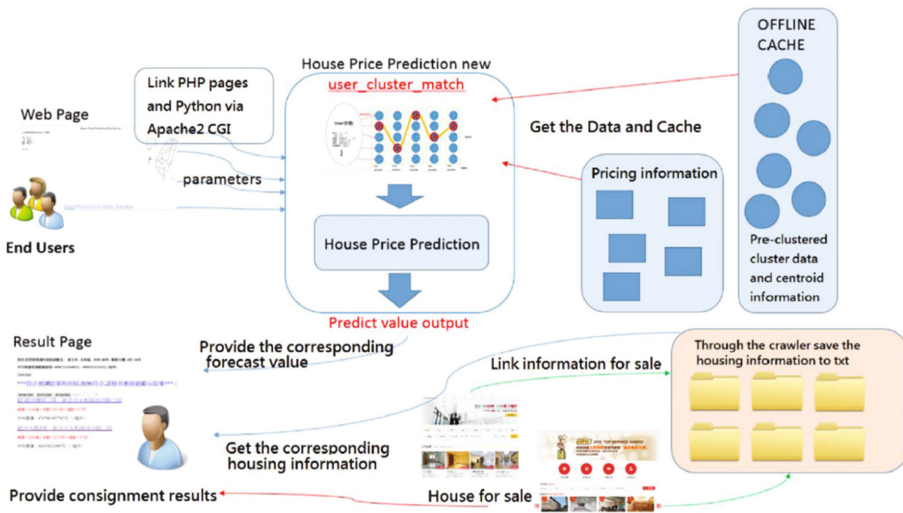 OFFLINE
CACHE
House Price Prediction new
user_cluster_match
Link PHP pages
and Python via
Apache2 CGI
Web Page
Get the Data and Cache
parameters
Pricing information
End Users
House Price Prediction
Pre-clustered
cluster data
and centroid
information
Predict value output
Result Page
Provide the corresponding
forecast value
Link information for sale
Through the crawler save the
housing information to txt
Get the corresponding
housing information
Provide consignment results
House for sale